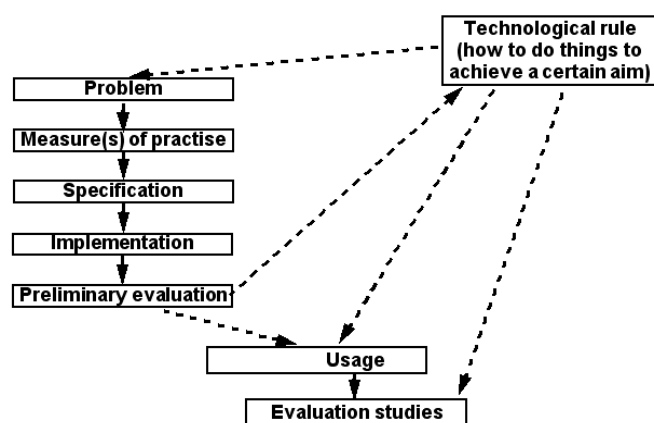 Technological rule
(how to do things to
achieve a certain aim)
Problem
Measure(s) of practise
Specification
Implementation
Preliminary evaluation
Usage
Evaluation studies